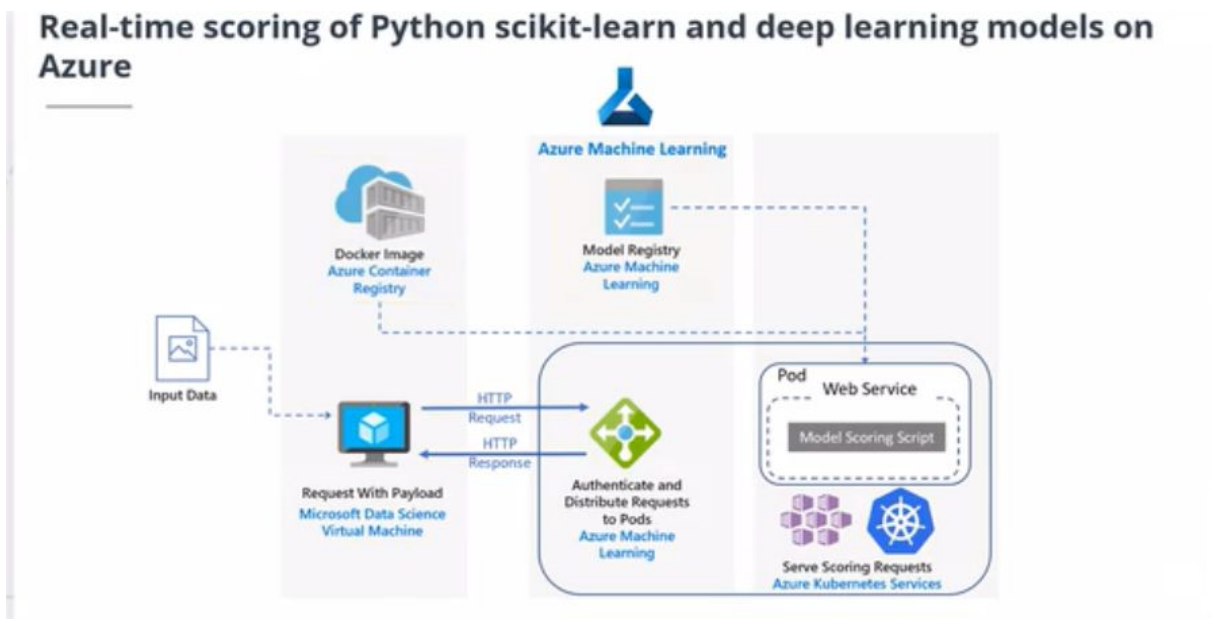 Real-time scoring of Python scikit-learn and deep learning models on
Azure
Azure Machine Learning
Docker Image
Azure Container
Registry
Model Registry
Azure Machine
Learning
Input Data
HTTP
Request
HTTP
Response
Request With Payload
Microsoft Data Science
Virtual Machine
Authenticate and
Distribute Requests
to Pods
Azure Machine
Learning
Pod
Web Service
Model Scoring Script
Serve Scoring Requests
Azure Kubernetes Services